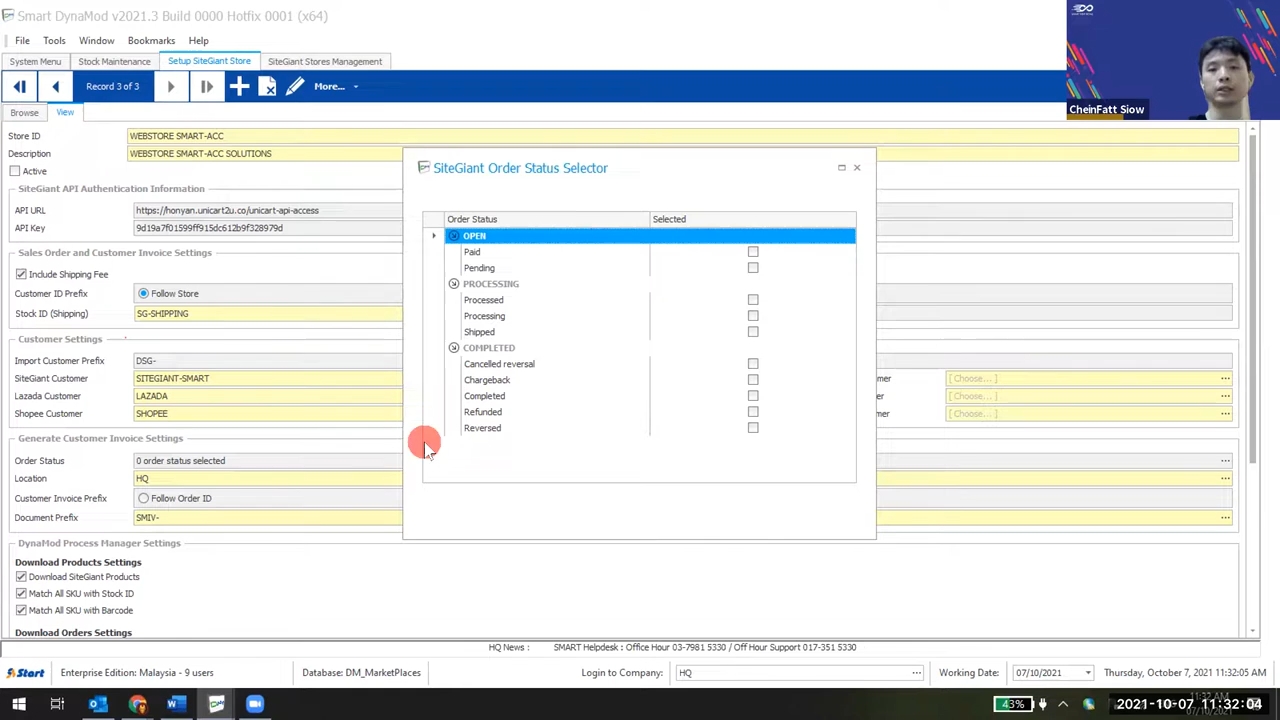 Smart DynaMod v2021.3 Build 0000 Hotfix 0001 (x64)
File Tools Window Bookmarks Help
System Menu Stock Maintenance Setup SiteGiant Store SiteGiant Stores Management
Record 3 of 3 More...
CheinFatt Siow
Browse View
Store ID WEBSTORE SMART-ACC
Description WEBSTORE SMART-ACC SOLUTIONS
Active
SiteGiant API Authentication Information
API URL https://honyan.unicart2u.co/unicart-api-access
API Key 9d19a7f01599ff915dc612b9f328979d
Sales Order and Customer Invoice Settings
Include Shipping Fee
Customer ID Prefix Follow Store
Stock ID (Shipping) SG-SHIPPING
Customer Settings
Import Customer Prefix DSG-
SiteGiant Customer SITEGIANT-SMART mer [ Choose... ]
Lazada Customer LAZADA mer [ Choose... ]
Shopee Customer SHOPEE mer [ Choose... ]
Generate Customer Invoice Settings
Order Status 0 order status selected
Location HQ
Customer Invoice Prefix Follow Order ID
Document Prefix SMIV-
DynaMod Process Manager Settings
Download Products Settings
Download SiteGiant Products
Match All SKU with Stock ID
Match All SKU with Barcode
Download Orders Settings
SiteGiant Order Status Selector
Order Status Selected
OPEN
Paid
Pending
PROCESSING
Processed
Processing
Shipped
COMPLETED
Cancelled reversal
Chargeback
Completed
Refunded
Reversed
HQ News : SMART Helpdesk : Office Hour 03-7981 5330 / Off Hour Support 017-351 5330
Start Enterprise Edition: Malaysia - 9 users Database:DM_MarketPlaces Login to Company: HQ Working Date: 07/10/2021 Thursday, October 7, 2021 11:32:05 AM
43% 2021-10-07 11:32:04